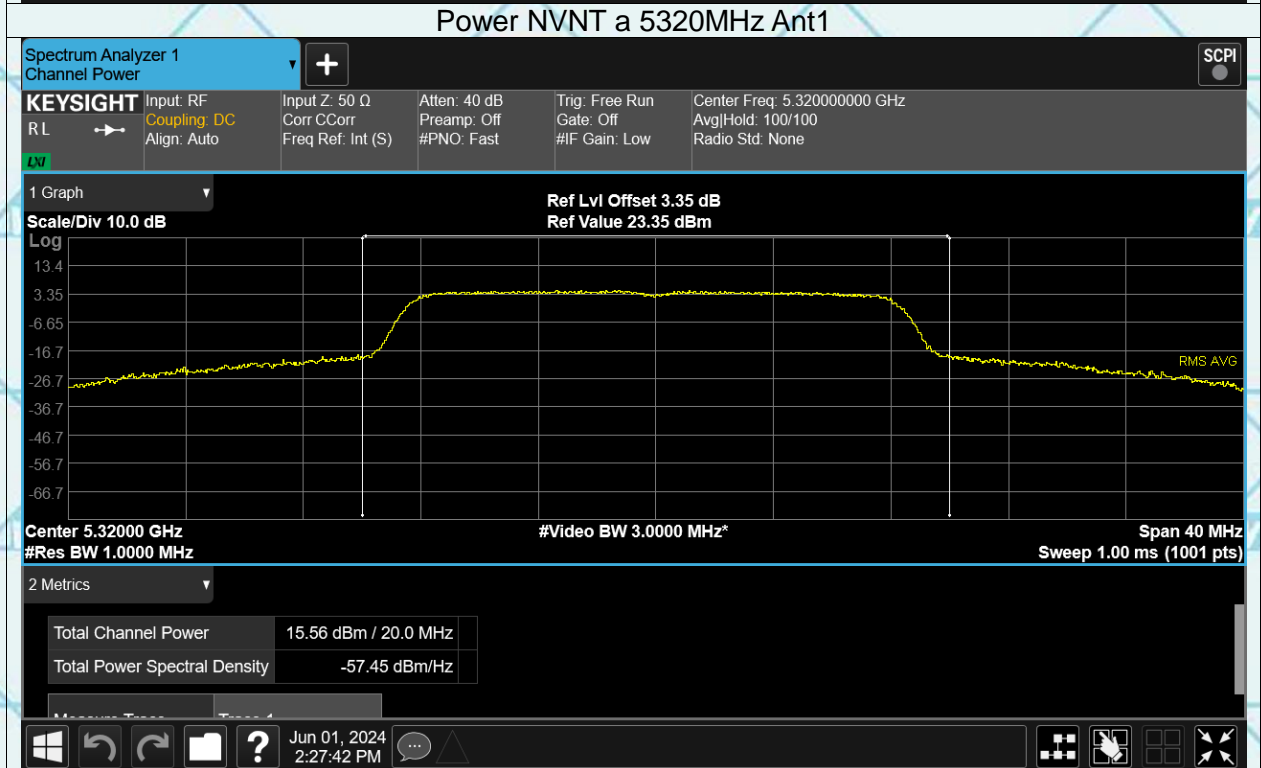 Power NVNT a 5320MHz Ant1
Spectrum Analyzer 1
Channel Power
SCPI
KEYSIGHT
R L
LXI
Input: RF
Coupling: DC
Align: Auto
Input Z: 50 Ω
Corr CCorr
Freq Ref: Int (S)
Atten: 40 dB
Preamp: Off
#PNO: Fast
Trig: Free Run
Gate: Off
#IF Gain: Low
Center Freq: 5.320000000 GHz
Avg|Hold: 100/100
Radio Std: None
1 Graph
Ref Lvl Offset 3.35 dB
Scale/Div 10.0 dB
Ref Value 23.35 dBm
Log
13.4
3.35
-6.65
-16.7
RMS AVG
-26.7
-36.7
-46.7
-56.7
-66.7
Center 5.32000 GHz
#Video BW 3.0000 MHz*
Span 40 MHz
#Res BW 1.0000 MHz
Sweep 1.00 ms (1001 pts)
2 Metrics
Total Channel Power 15.56 dBm / 20.0 MHz
Total Power Spectral Density -57.45 dBm/Hz
Measure Trace Trace 1
?
Jun 01, 2024
2:27:42 PM